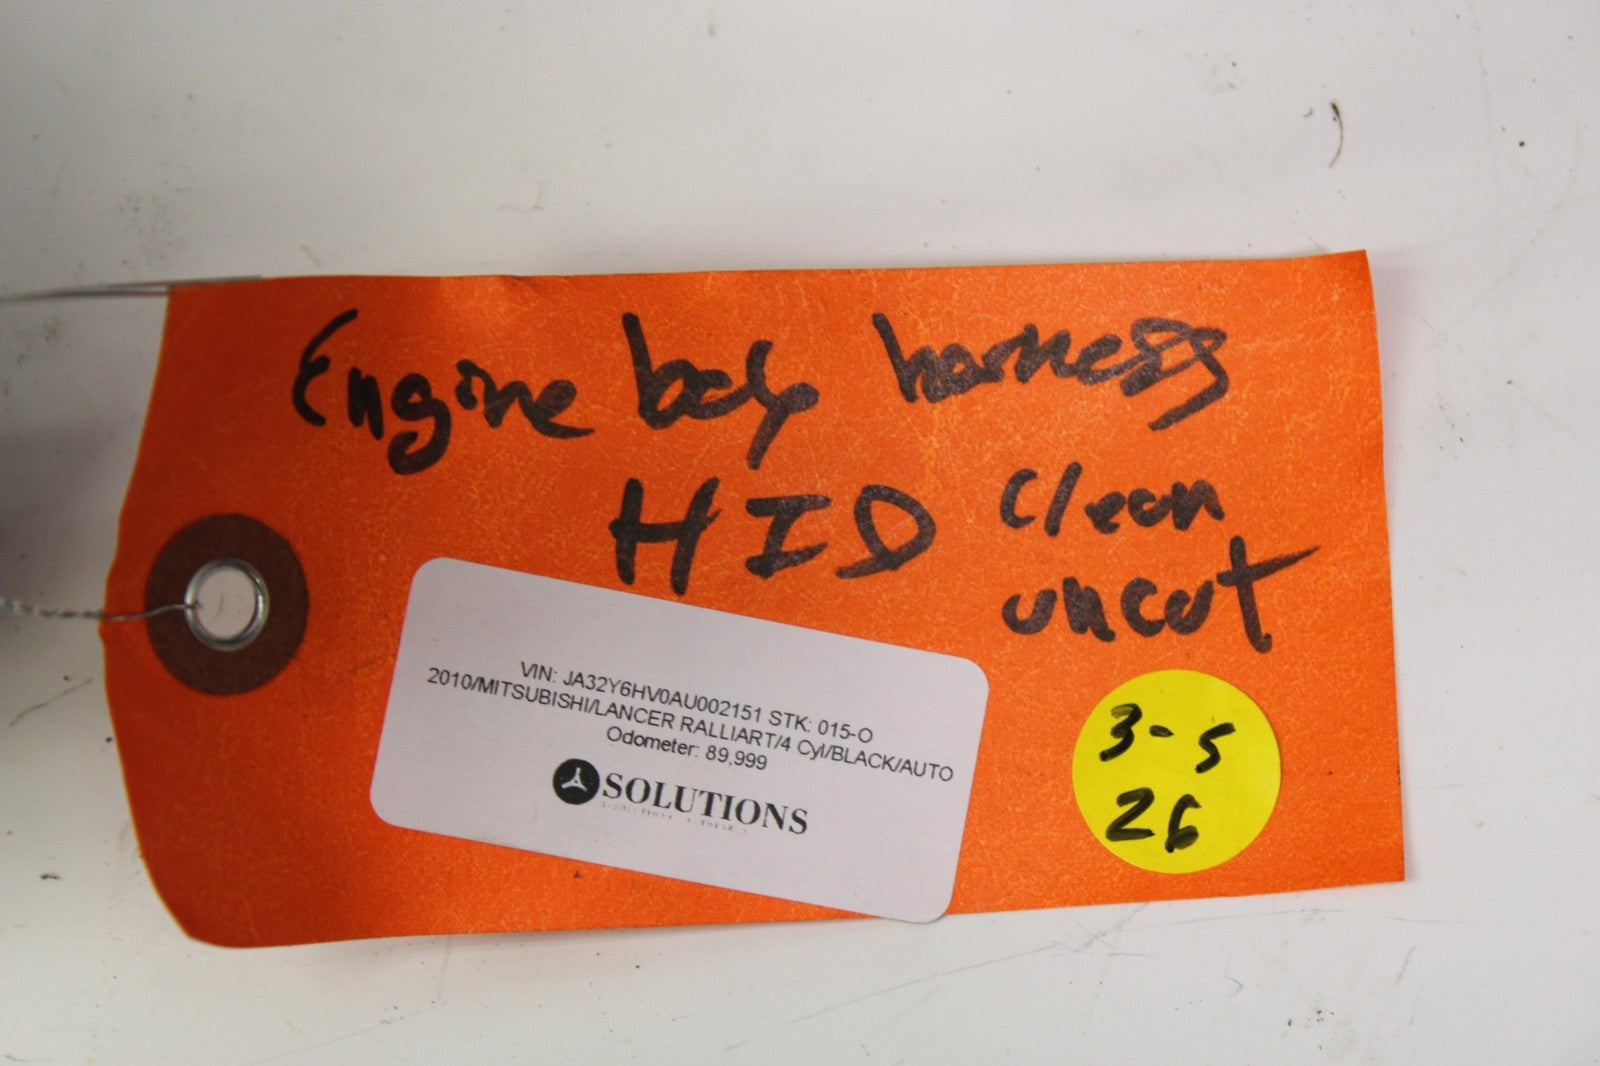 Engine bay harness
HID clean
uncut
VIN: JA32Y6HV0AU002151 STK: 015-O
2010/MITSUBISHI/LANCER RALLIART/4 Cyl/BLACK/AUTO
Odometer: 89,999
SOLUTIONS
3-5
26